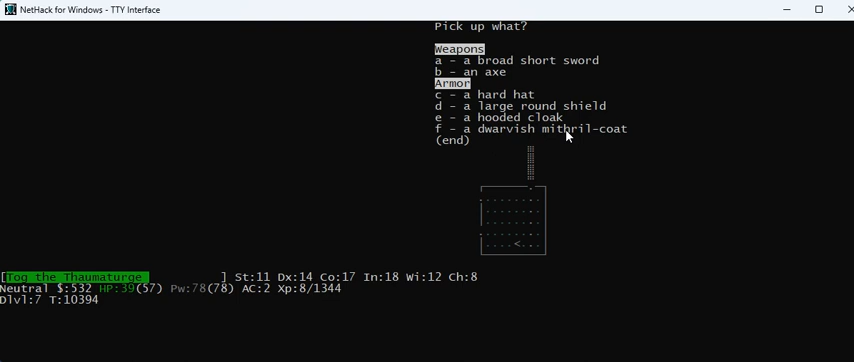 NetHack for Windows - TTY Interface
Pick up what?
Weapons
a - a broad short sword
b - an axe
Armor
c - a hard hat
d - a large round shield
e - a hooded cloak
f - a dwarvish mithril-coat
(end)
[Tog the Thaumaturge ] St:11 Dx:14 Co:17 In:18 Wi:12 Ch:8
Neutral $:532 HP:39(57) Pw:78(78) AC:2 Xp:8/1344
Dlvl:7 T:10394